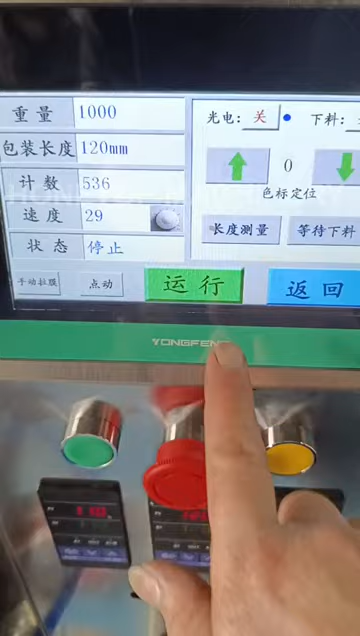 重量 1000
包装长度 120mm
计数 536
速度 29
状态 停止
光电: 关 下料:
0
色标定位
长度测量 等待下料
手动拉膜 点动 运行 返回